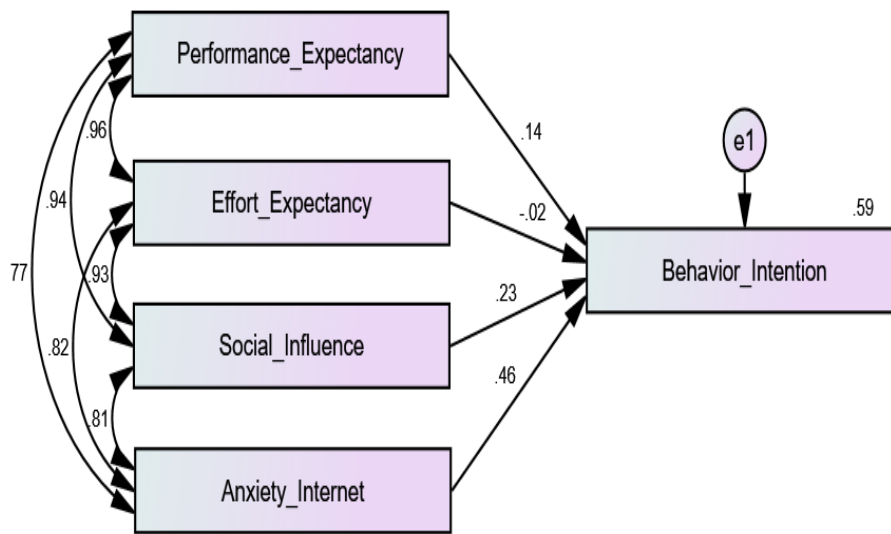 Performance_Expectancy
.14
e1
.96
.59
.94
Effort_Expectancy
-.02
77
.93
Behavior_Intention
.23
.82
Social_Influence
.46
.81
Anxiety_Internet